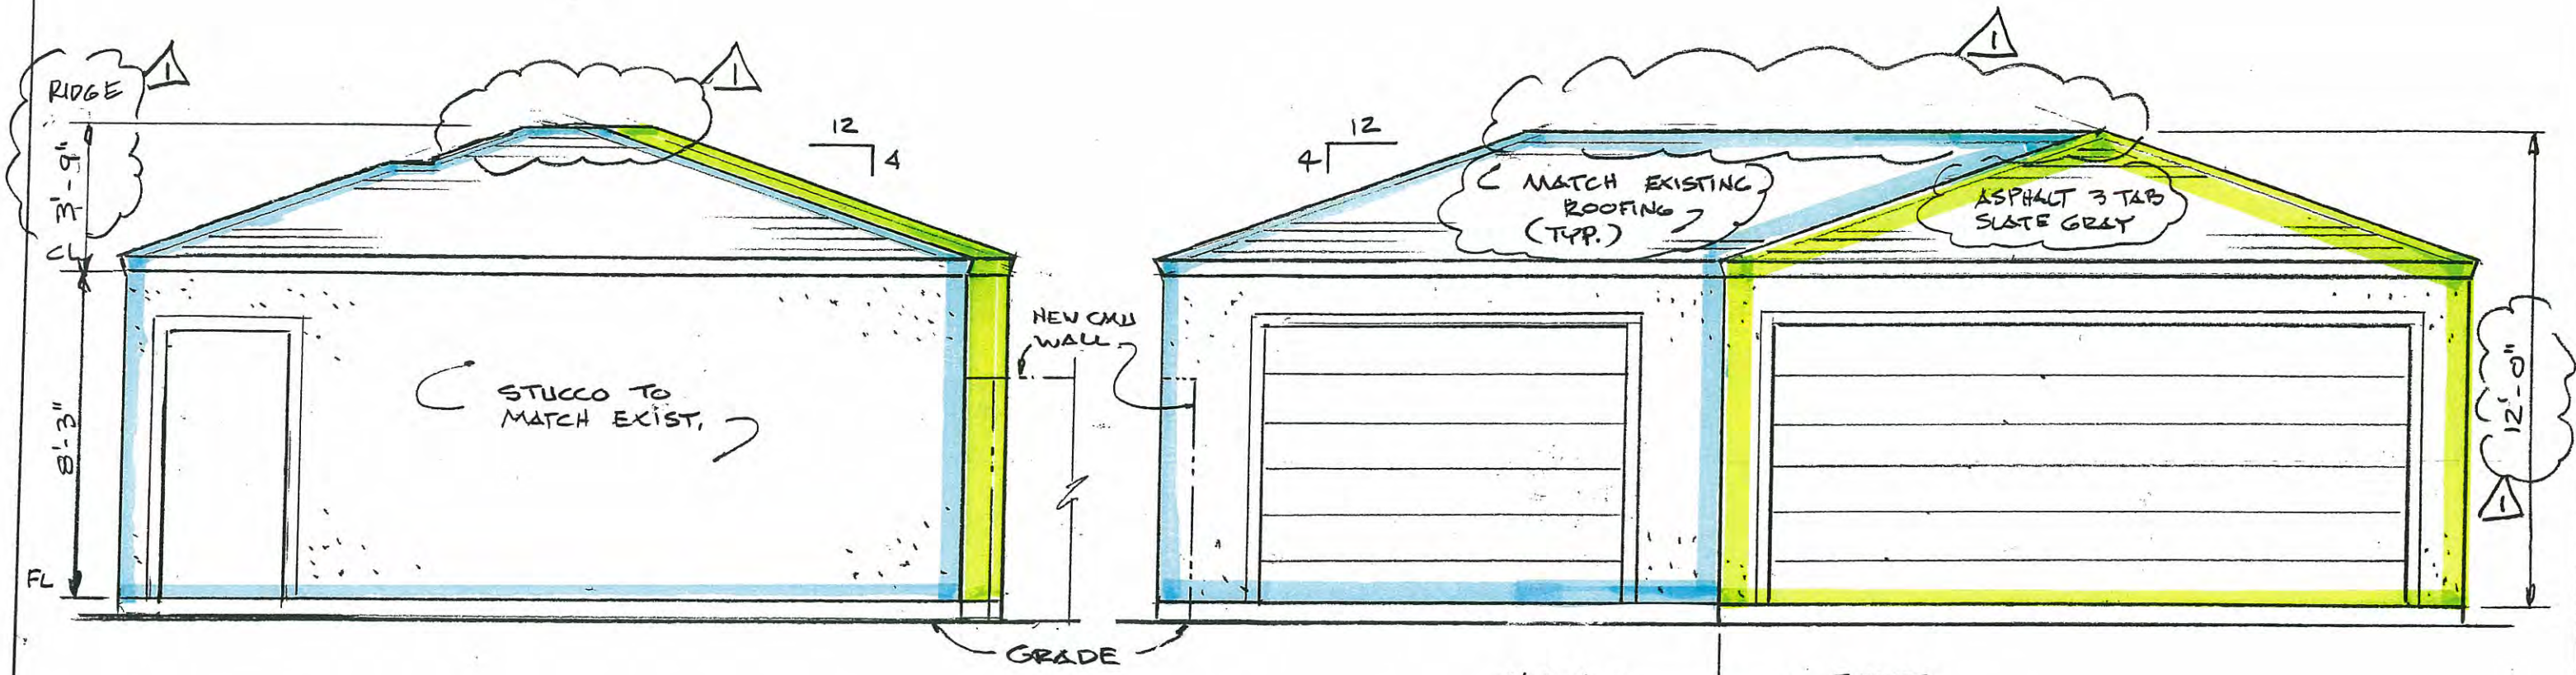 RIDGE
1
1
1
3'-9"
12
4
12
4
MATCH EXISTING
ROOFING
(TYP.)
ASPHALT 3 TAB
SLATE GRAY
CL
NEW CMU
WALL
STUCCO TO
MATCH EXIST.
8'-3"
12'-0"
1
FL
GRADE